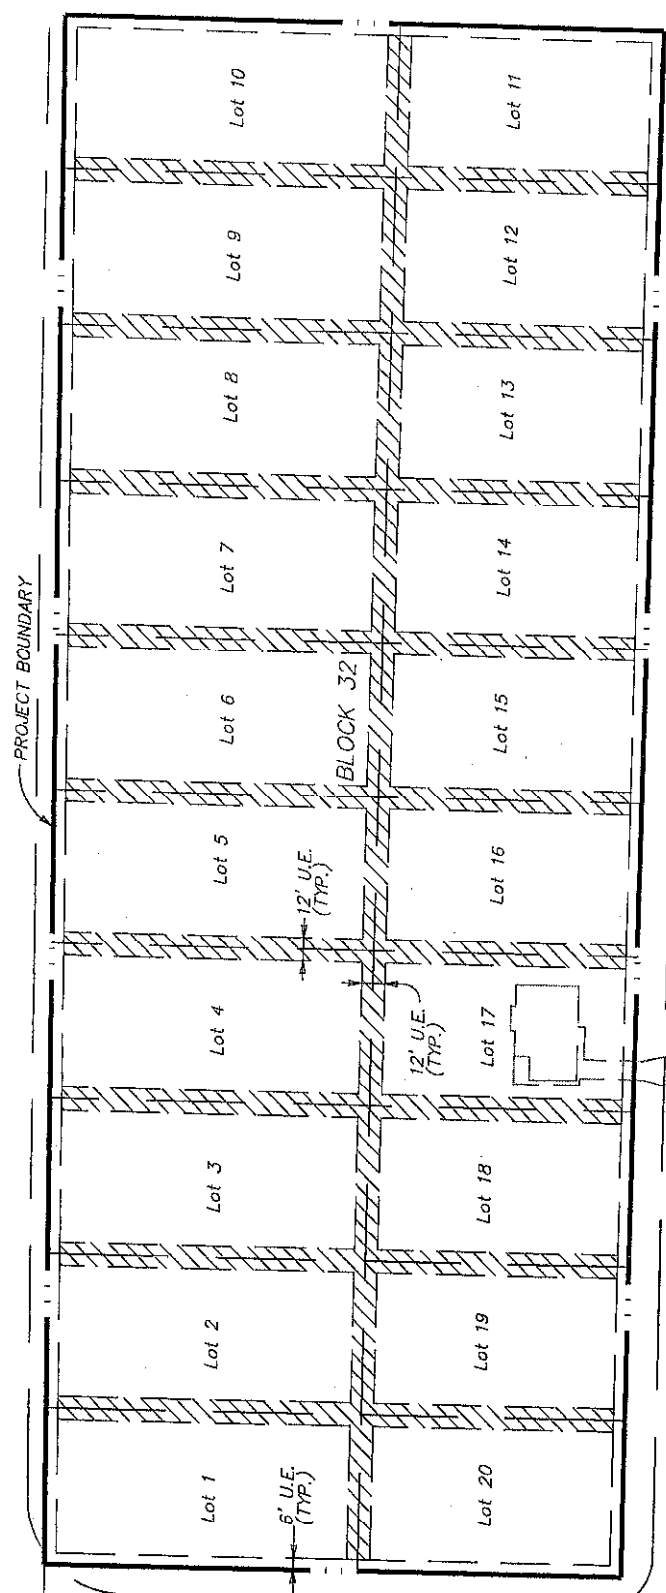 Lot 10
Lot 11
Lot 9
Lot 12
Lot 8
Lot 13
Lot 7
Lot 14
PROJECT BOUNDARY
Lot 6
BLOCK 32
Lot 15
Lot 5
12' U.E.
(TYP.)
Lot 16
Lot 4
12' U.E.
(TYP.)
Lot 17
Lot 3
Lot 18
Lot 2
Lot 19
Lot 1
6' U.E.
(TYP.)
Lot 20